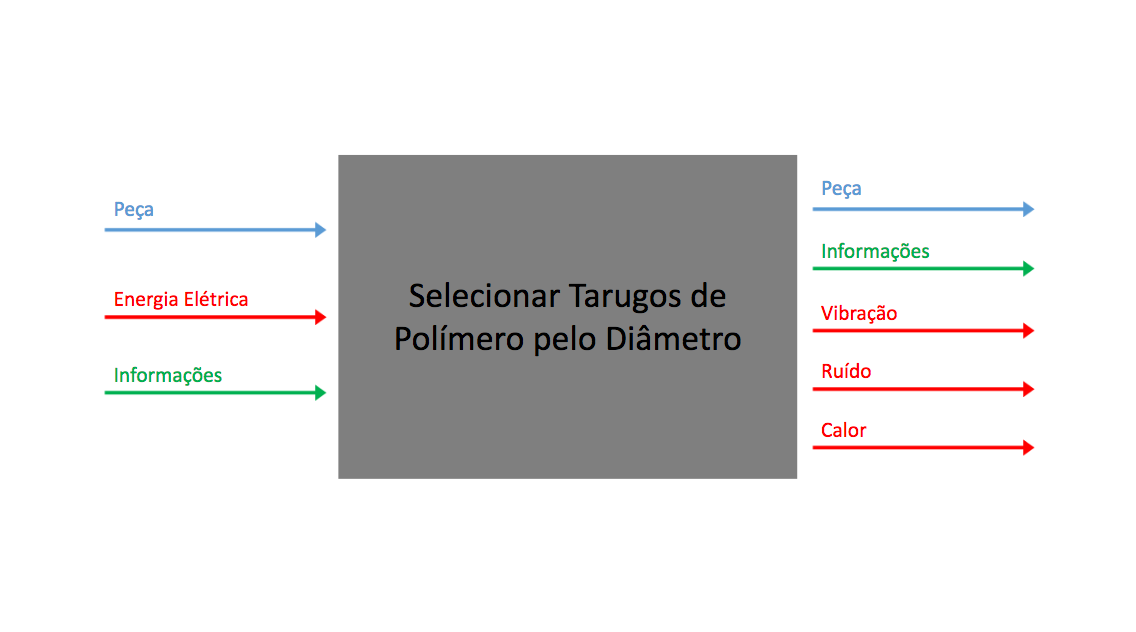 Peça
Energia Elétrica
Informações
Selecionar Tarugos de
Polímero pelo Diâmetro
Peça
Informações
Vibração
Ruído
Calor